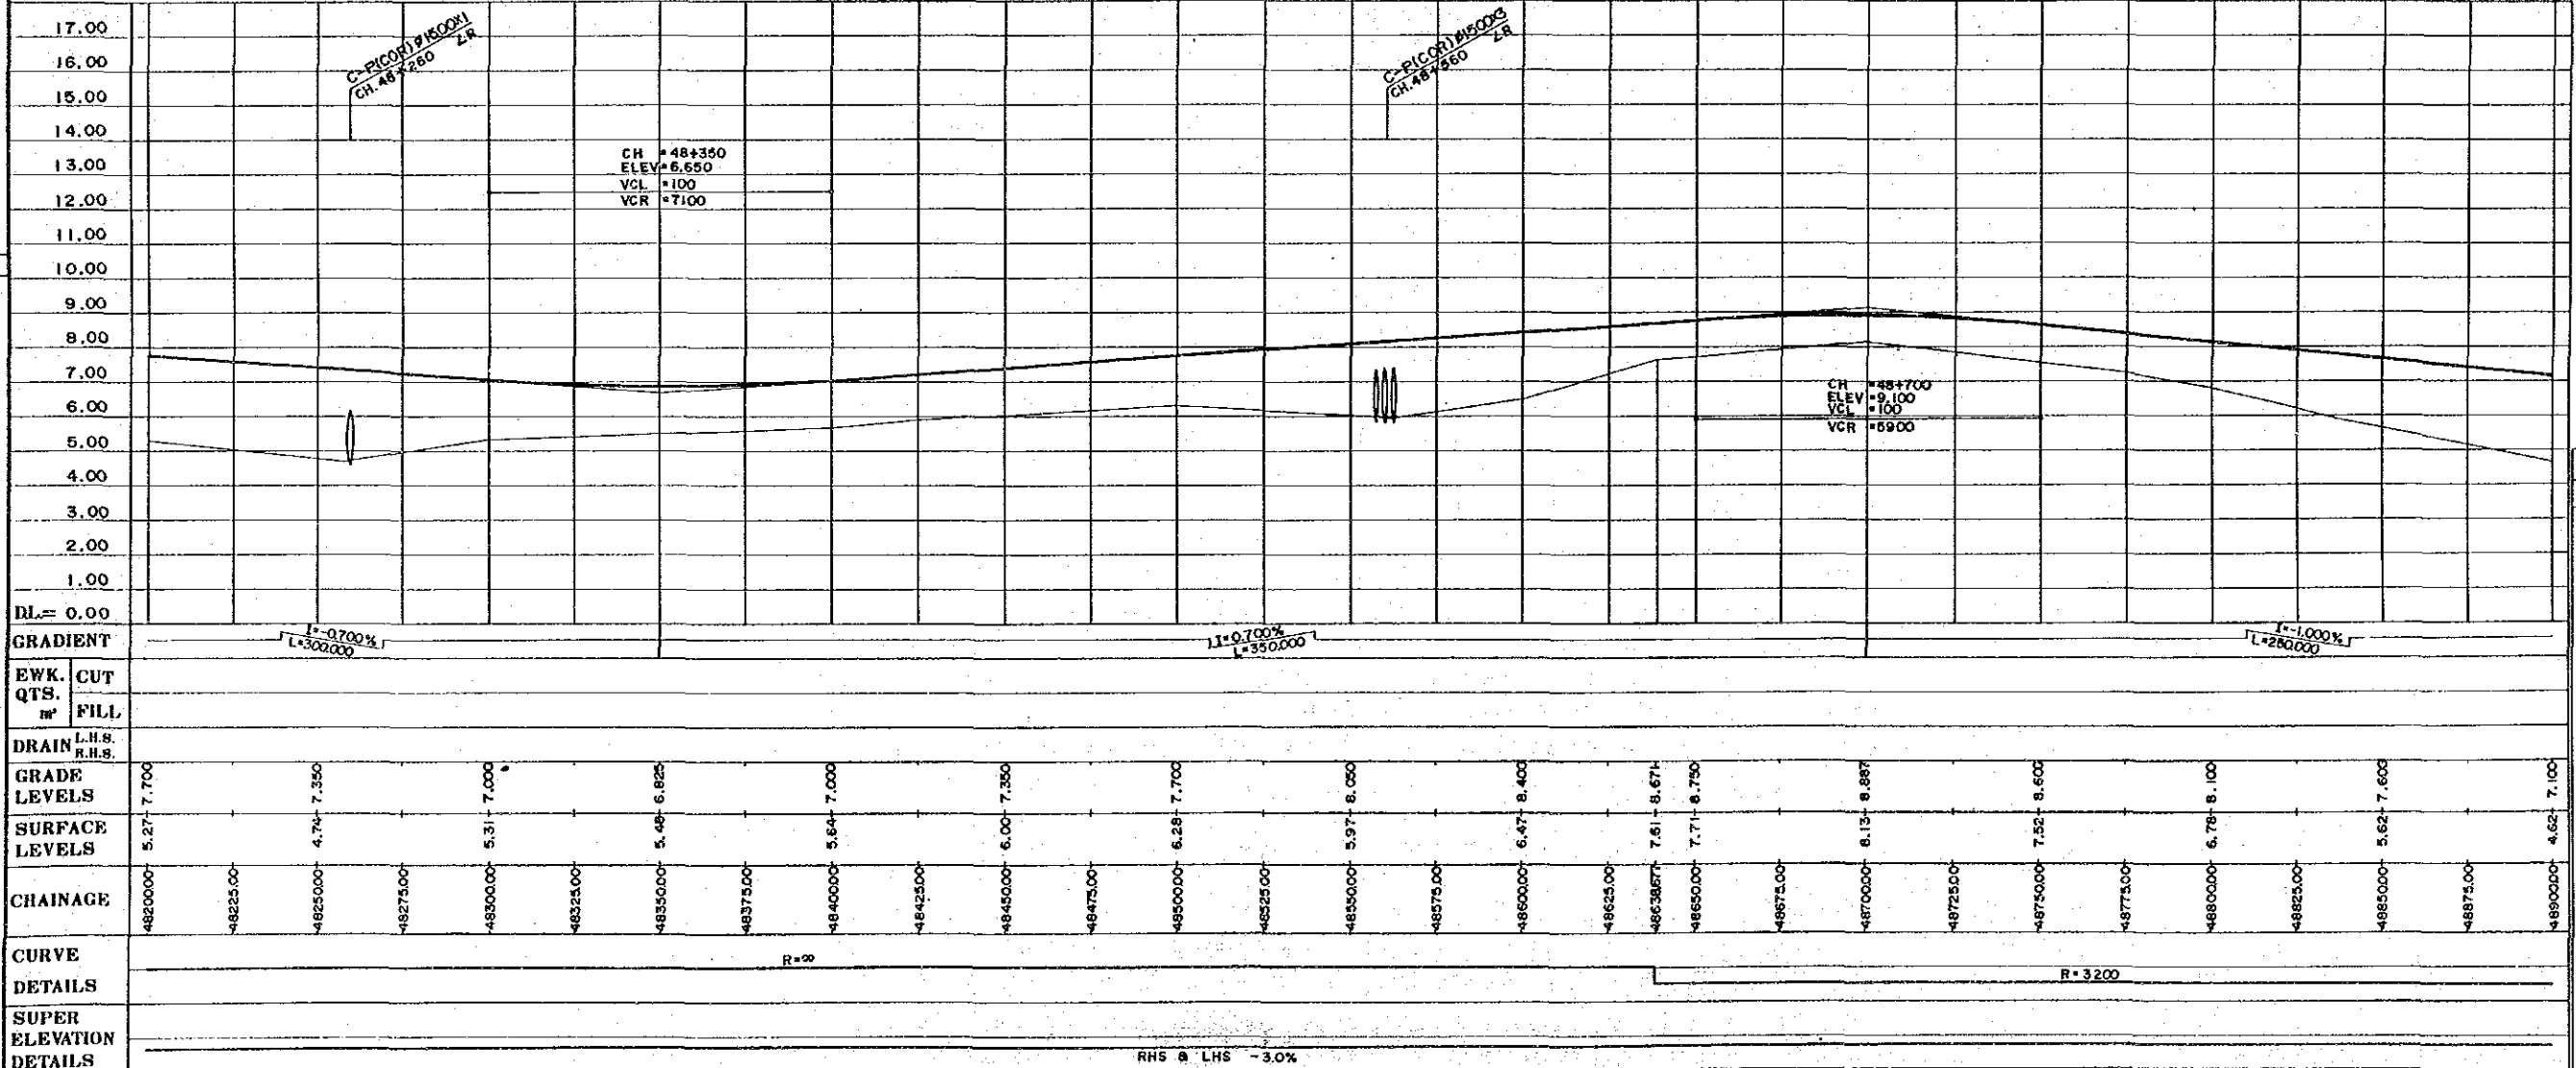 17.00
16.00
15.00
14.00
13.00
12.00
11.00
10.00
9.00
8.00
7.00
6.00
5.00
4.00
3.00
2.00
1.00
DL= 0.00
C-P(COR)ø1500X1
CH.48+260 ∠R
C-P(COR)ø1500X3
CH.48+560 ∠R
CH =48+350
ELEV=6.650
VCL =100
VCR =7100
CH =48+700
ELEV=9.100
VCL =100
VCR =5900
GRADIENT
I=-0.700%
L=300.000
I=0.700%
L=350.000
I=-1.000%
L=250.000
EWK. QTS. m³
CUT
FILL
DRAIN L.H.S. R.H.S.
GRADE LEVELS
7.700 7.350 7.000 6.825 7.000 7.350 7.700 8.050 8.400 8.671 8.750 8.887 8.600 8.100 7.600 7.100
SURFACE LEVELS
5.27 4.74 5.31 5.48 5.64 6.00 6.28 5.97 6.47 7.61 7.71 8.13 7.52 6.78 5.62 4.62
CHAINAGE
48200.00 48225.00 48250.00 48275.00 48300.00 48325.00 48350.00 48375.00 48400.00 48425.00 48450.00 48475.00 48500.00 48525.00 48550.00 48575.00 48600.00 48625.00 48638.677 48650.00 48675.00 48700.00 48725.00 48750.00 48775.00 48800.00 48825.00 48850.00 48875.00 48900.00
CURVE DETAILS
R=∞
R=3200
SUPER ELEVATION DETAILS
RHS & LHS -3.0%